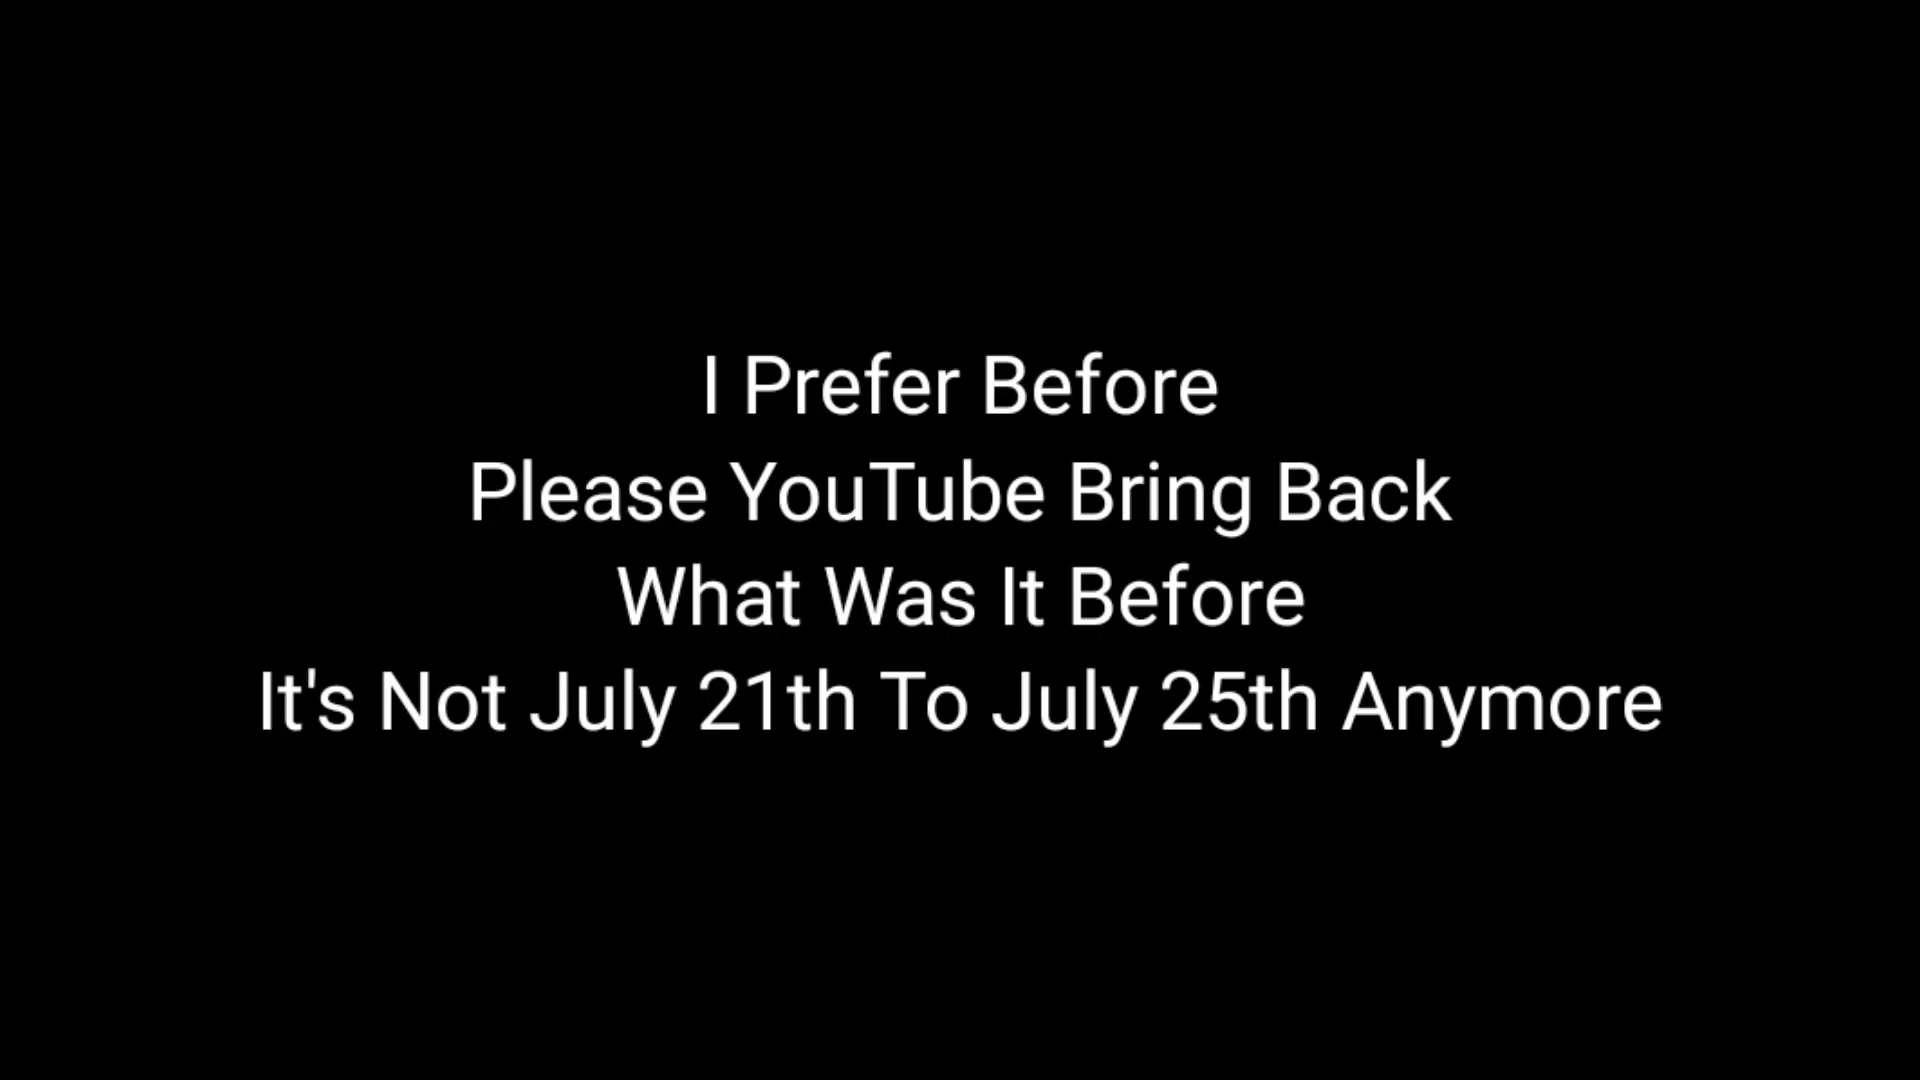 I Prefer Before
Please YouTube Bring Back
What Was It Before
It's Not July 21th To July 25th Anymore